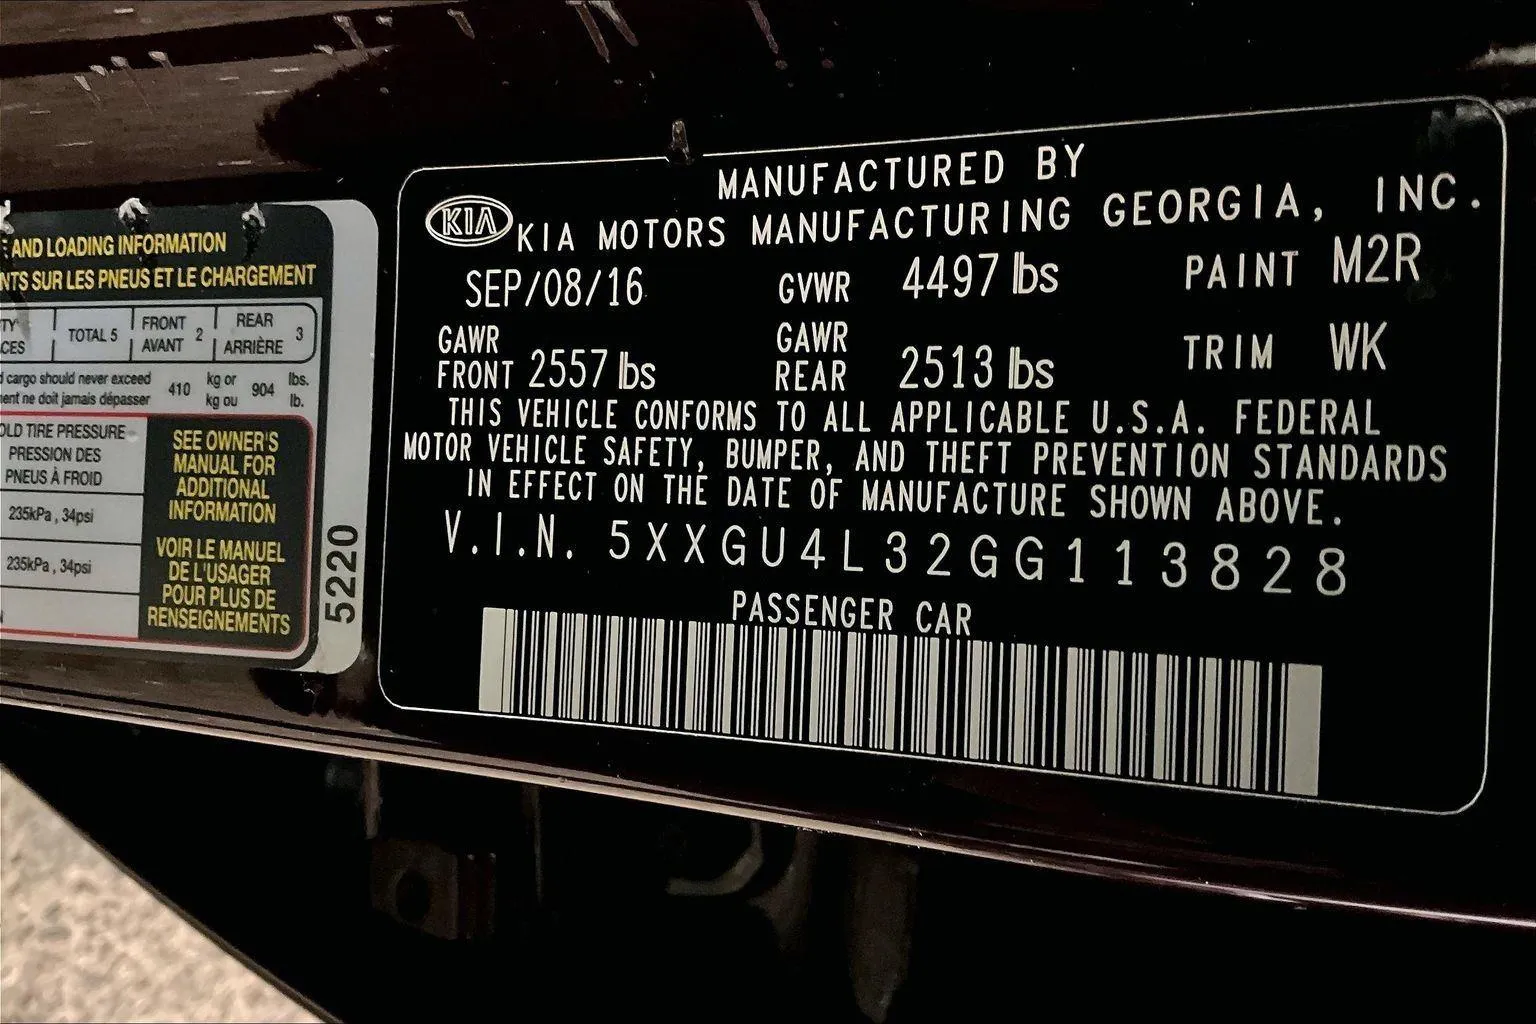 AND LOADING INFORMATION
SUR LES PNEUS ET LE CHARGEMENT
TOTAL 5
FRONT
AVANT 2
REAR
ARRIÈRE 3
cargo should never exceed 410 kg or 904 lbs.
ne doit jamais dépasser kg ou lb.
TIRE PRESSURE
PRESSION DES
PNEUS À FROID
235kPa , 34psi
235kPa , 34psi
SEE OWNER'S
MANUAL FOR
ADDITIONAL
INFORMATION
VOIR LE MANUEL
DE L'USAGER
POUR PLUS DE
RENSEIGNEMENTS
5220
MANUFACTURED BY
KIA KIA MOTORS MANUFACTURING GEORGIA, INC.
SEP/08/16 GVWR 4497 lbs PAINT M2R
GAWR
FRONT 2557 lbs
GAWR
REAR 2513 lbs
TRIM WK
THIS VEHICLE CONFORMS TO ALL APPLICABLE U.S.A. FEDERAL
MOTOR VEHICLE SAFETY, BUMPER, AND THEFT PREVENTION STANDARDS
IN EFFECT ON THE DATE OF MANUFACTURE SHOWN ABOVE.
V.I.N. 5XXGU4L32GG113828
PASSENGER CAR